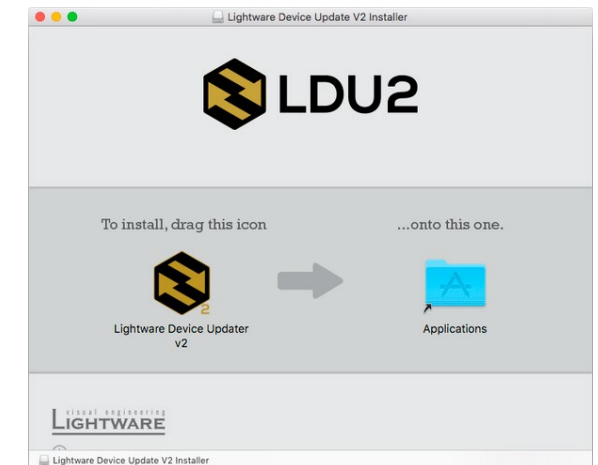 Lightware Device Update V2 Installer
LDU2
To install, drag this icon
...onto this one.
2
Lightware Device Updater
v2
Applications
visual engineering
LIGHTWARE
Lightware Device Update V2 Installer